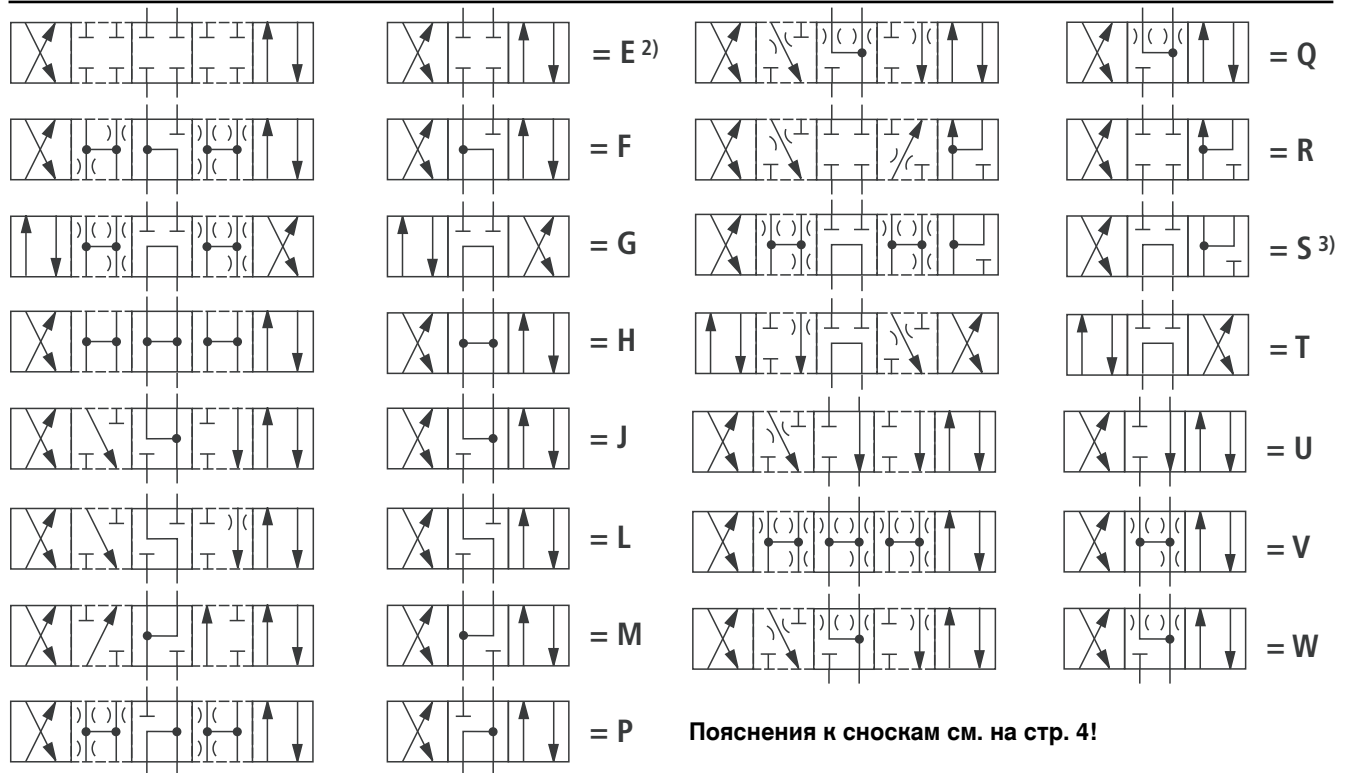 = E 2)
= F
= G
= H
= J
= L
= M
= P
= Q
= R
= S 3)
= T
= U
= V
= W
Пояснения к сноскам см. на стр. 4!